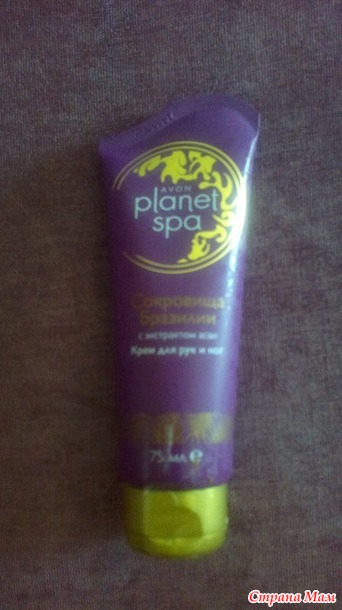 AVON
planet
spa
Сокровища
Бразилии
с экстрактом асаи
Крем для рук и ног
75 мл e
Страна Мам